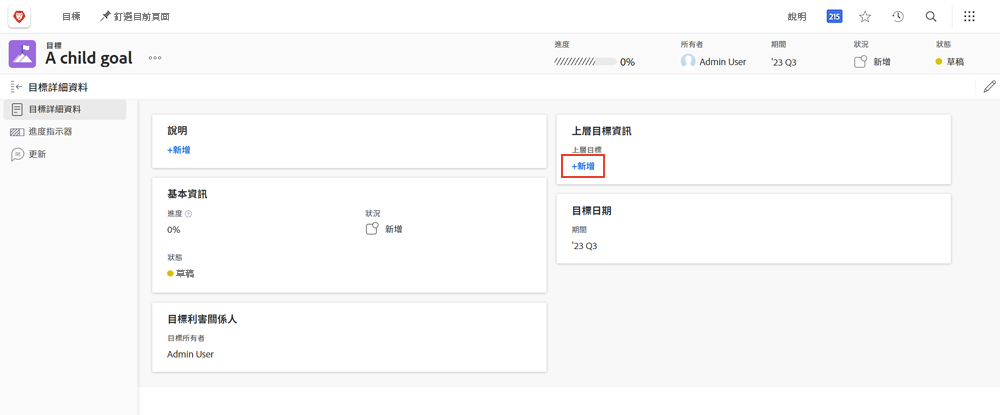 目標
釘選目前頁面
說明
215
目標
A child goal
進度
0%
所有者
Admin User
期間
'23 Q3
狀況
新增
狀態
草稿
目標詳細資料
目標詳細資料
進度指示器
更新
說明
+新增
基本資訊
進度
0%
狀況
新增
狀態
草稿
目標利害關係人
目標所有者
Admin User
上層目標資訊
上層目標
+新增
目標日期
期間
'23 Q3